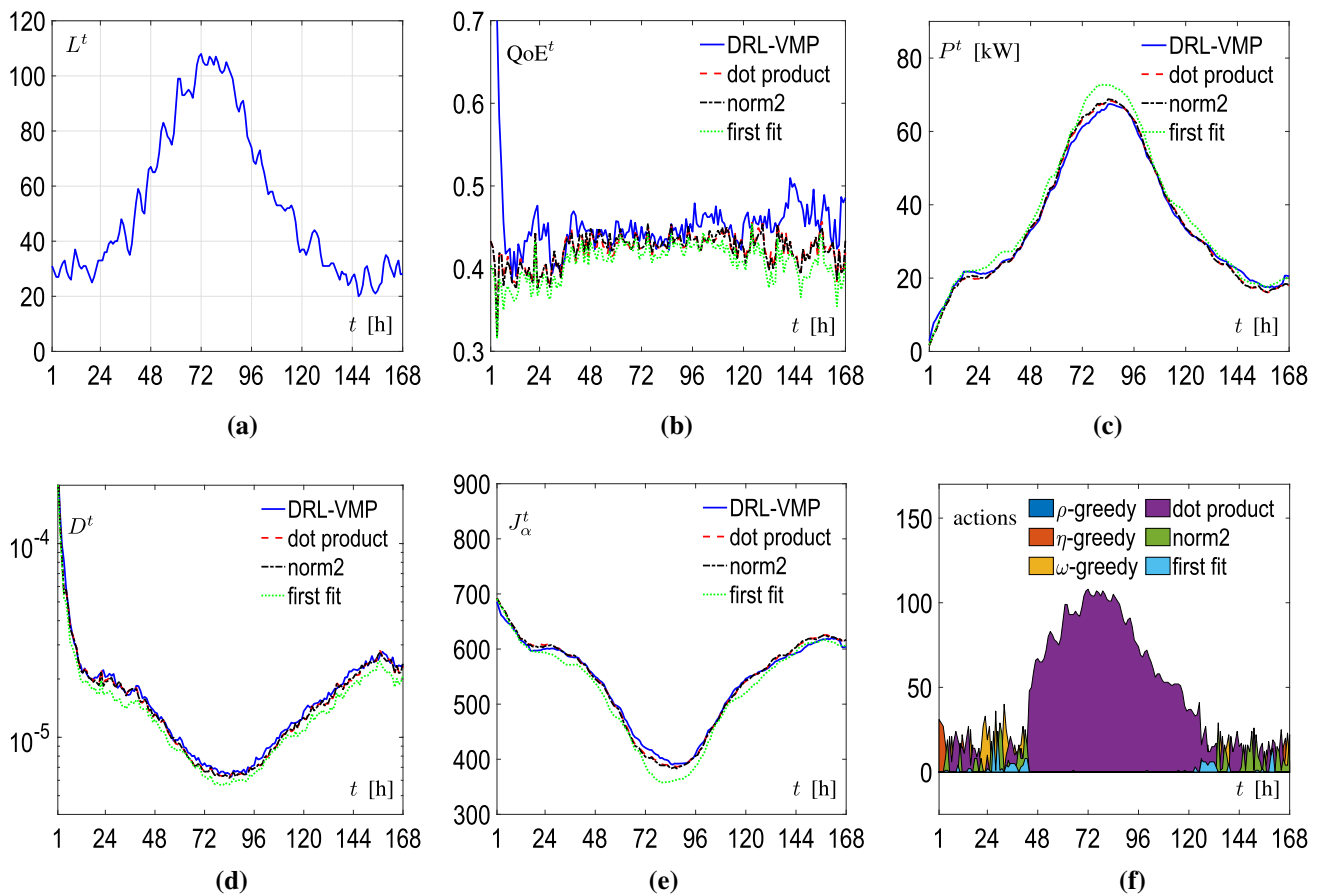 120
100
80
60
40
20
0
L^t
t [h]
1 24 48 72 96 120 144 168
(a)
0.7
0.6
0.5
0.4
0.3
QoE^t
DRL-VMP
dot product
norm2
first fit
t [h]
1 24 48 72 96 120 144 168
(b)
80
60
40
20
0
P^t [kW]
DRL-VMP
dot product
norm2
first fit
t [h]
1 24 48 72 96 120 144 168
(c)
10^-4
10^-5
D^t
DRL-VMP
dot product
norm2
first fit
t [h]
1 24 48 72 96 120 144 168
(d)
900
800
700
600
500
400
300
J_α^t
DRL-VMP
dot product
norm2
first fit
t [h]
1 24 48 72 96 120 144 168
(e)
150
100
50
0
actions
ρ-greedy
η-greedy
ω-greedy
dot product
norm2
first fit
t [h]
1 24 48 72 96 120 144 168
(f)